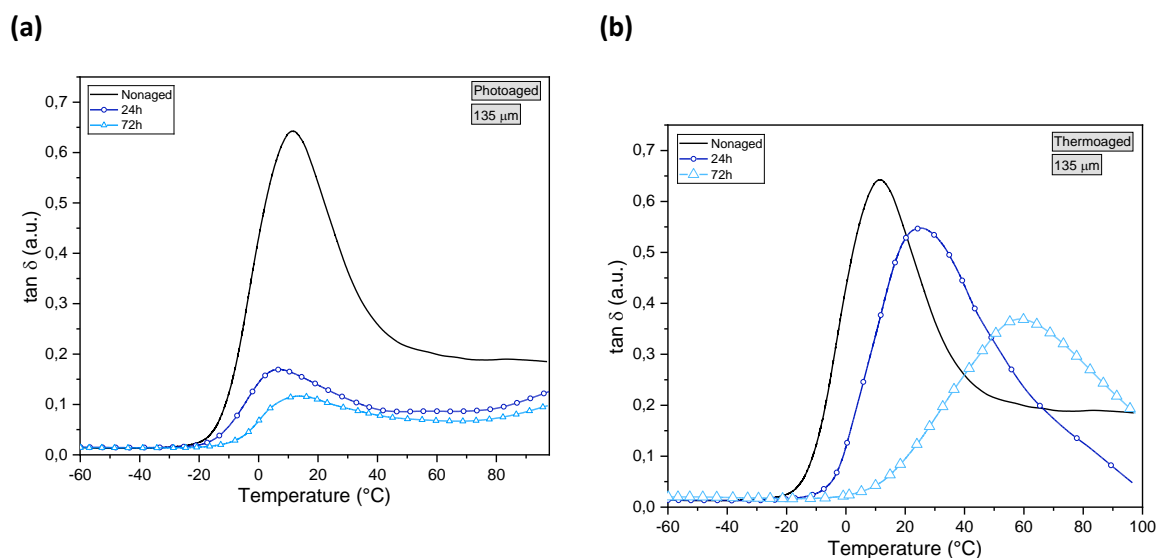 (a)
(b)
Nonaged
24h
72h
Photoaged
135 μm
0,7
0,6
0,5
0,4
0,3
0,2
0,1
0,0
tan δ (a.u.)
-60 -40 -20 0 20 40 60 80
Temperature (°C)
Nonaged
24h
72h
Thermoaged
135 μm
0,7
0,6
0,5
0,4
0,3
0,2
0,1
0,0
tan δ (a.u.)
-60 -40 -20 0 20 40 60 80 100
Temperature (°C)